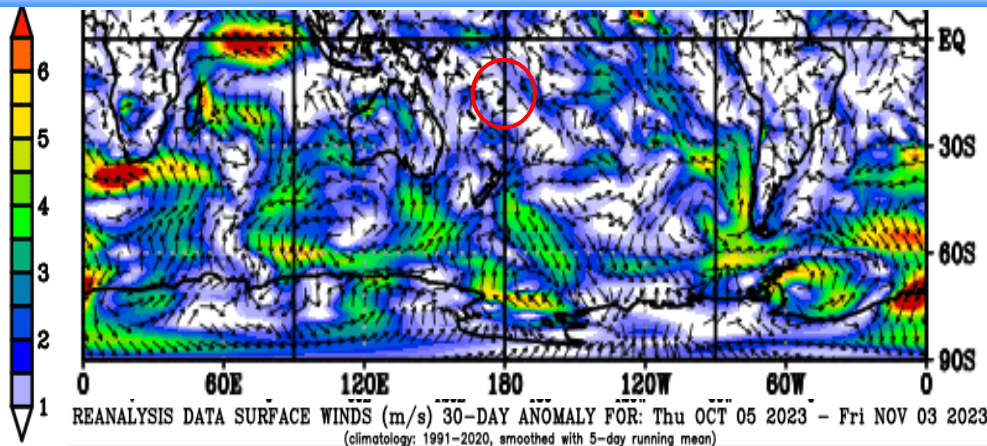 6
5
4
3
2
1
EQ
30S
60S
90S
0 60E 120E 180 120W 60W 0
REANALYSIS DATA SURFACE WINDS (m/s) 30-DAY ANOMALY FOR: Thu OCT 05 2023 – Fri NOV 03 2023
(climatology: 1991–2020, smoothed with 5-day running mean)